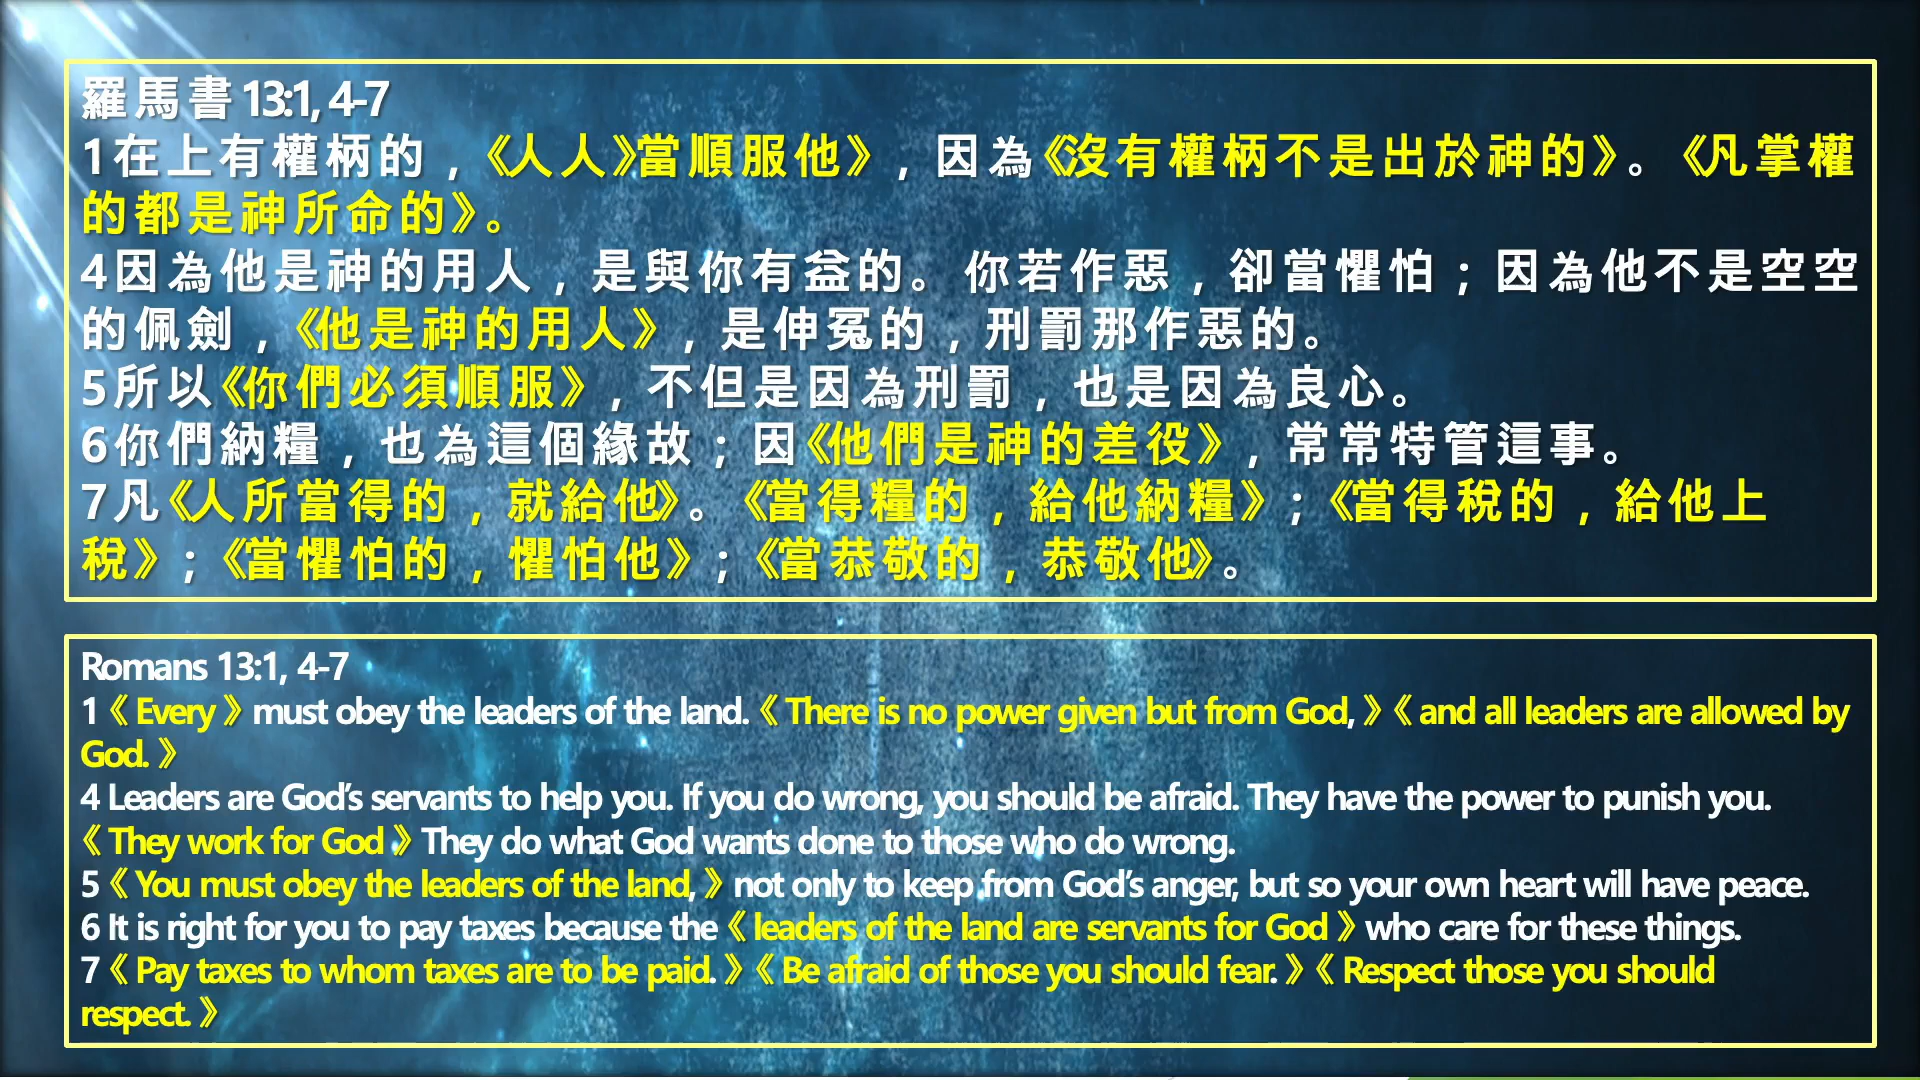 羅馬書13:1, 4-7
1在上有權柄的，《人人》當順服他》，因為《沒有權柄不是出於神的》。《凡掌權
的都是神所命的》。
4因為他是神的用人，是與你有益的。你若作惡，卻當懼怕；因為他不是空空
的佩劍，《他是神的用人》，是伸冤的，刑罰那作惡的。
5所以《你們必須順服》，不但是因為刑罰，也是因為良心。
6你們納糧，也為這個緣故；因《他們是神的差役》，常常特管這事。
7凡《人所當得的，就給他》。《當得糧的，給他納糧》；《當得稅的，給他上
稅》；《當懼怕的，懼怕他》；《當恭敬的，恭敬他》。
Romans 13:1, 4-7
1《 Every 》must obey the leaders of the land.《 There is no power given but from God, 》《 and all leaders are allowed by
God. 》
4 Leaders are God’s servants to help you. If you do wrong, you should be afraid. They have the power to punish you.
《 They work for God 》They do what God wants done to those who do wrong.
5《 You must obey the leaders of the land, 》not only to keep from God’s anger, but so your own heart will have peace.
6 It is right for you to pay taxes because the《 leaders of the land are servants for God 》who care for these things.
7《 Pay taxes to whom taxes are to be paid. 》《 Be afraid of those you should fear. 》《 Respect those you should
respect. 》